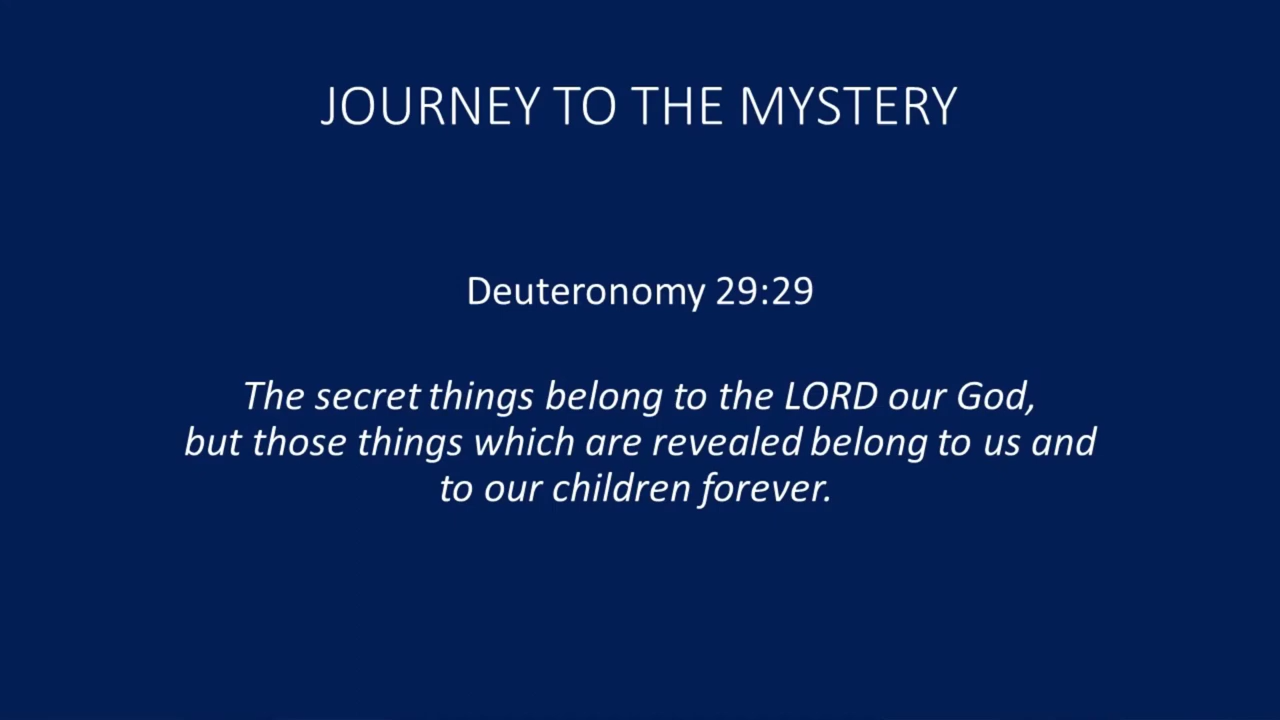 JOURNEY TO THE MYSTERY
Deuteronomy 29:29
The secret things belong to the LORD our God,
but those things which are revealed belong to us and
to our children forever.